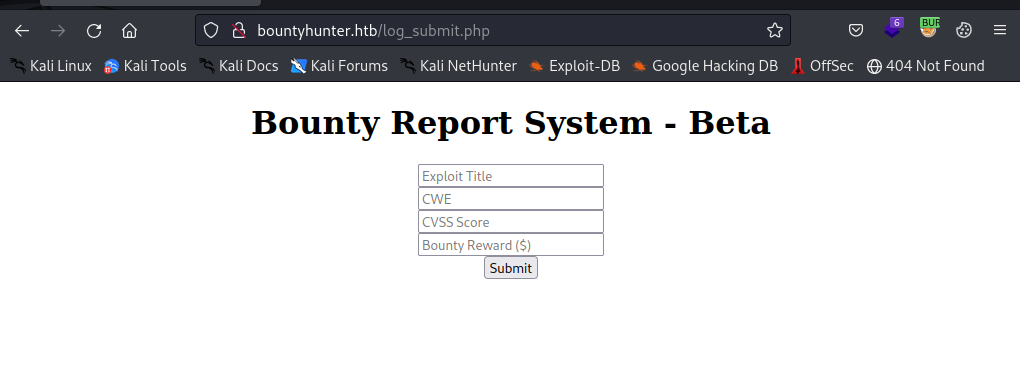 bountyhunter.htb/log_submit.php
6
BUR
Kali Linux Kali Tools Kali Docs Kali Forums Kali NetHunter Exploit-DB Google Hacking DB OffSec 404 Not Found
Bounty Report System - Beta
Exploit Title
CWE
CVSS Score
Bounty Reward ($)
Submit